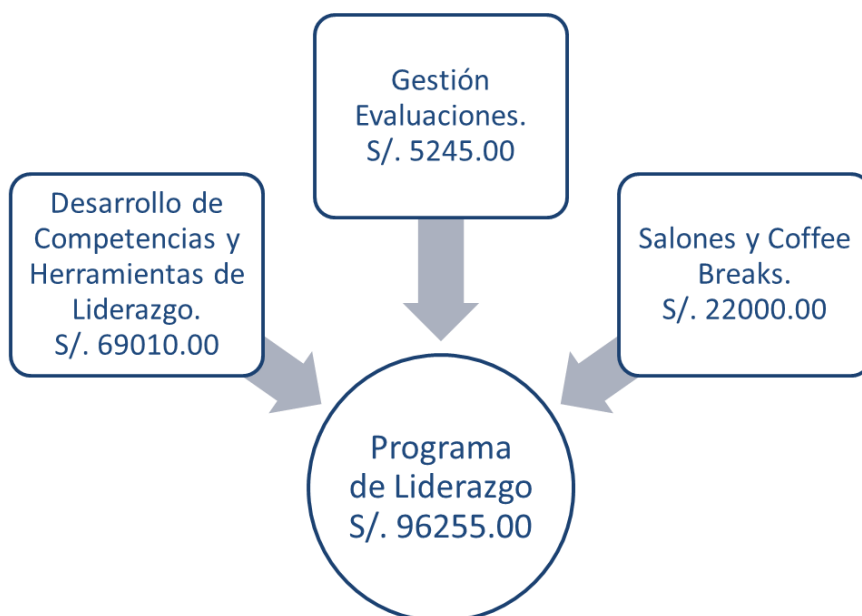 Gestión
Evaluaciones.
S/. 5245.00
Desarrollo de
Competencias y
Herramientas de
Liderazgo.
S/. 69010.00
Salones y Coffee
Breaks.
S/. 22000.00
Programa
de Liderazgo
S/. 96255.00